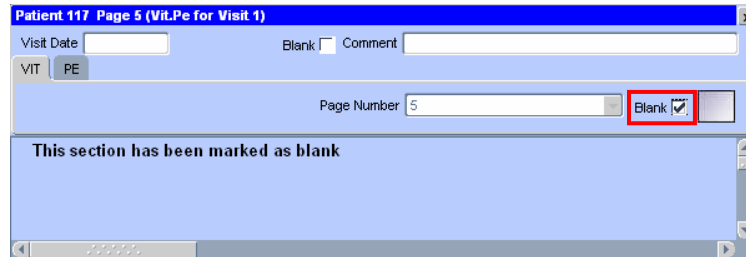 Patient 117 Page 5 (Vit.Pe for Visit 1)
Visit Date Blank Comment
VIT PE
Page Number 5 Blank
This section has been marked as blank